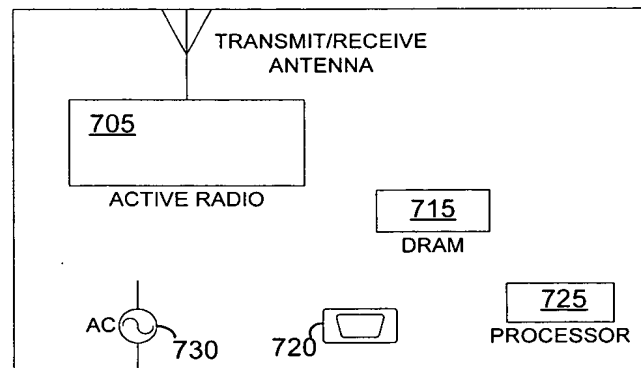 TRANSMIT/RECEIVE
ANTENNA
705
ACTIVE RADIO
715
DRAM
AC
730
720
725
PROCESSOR